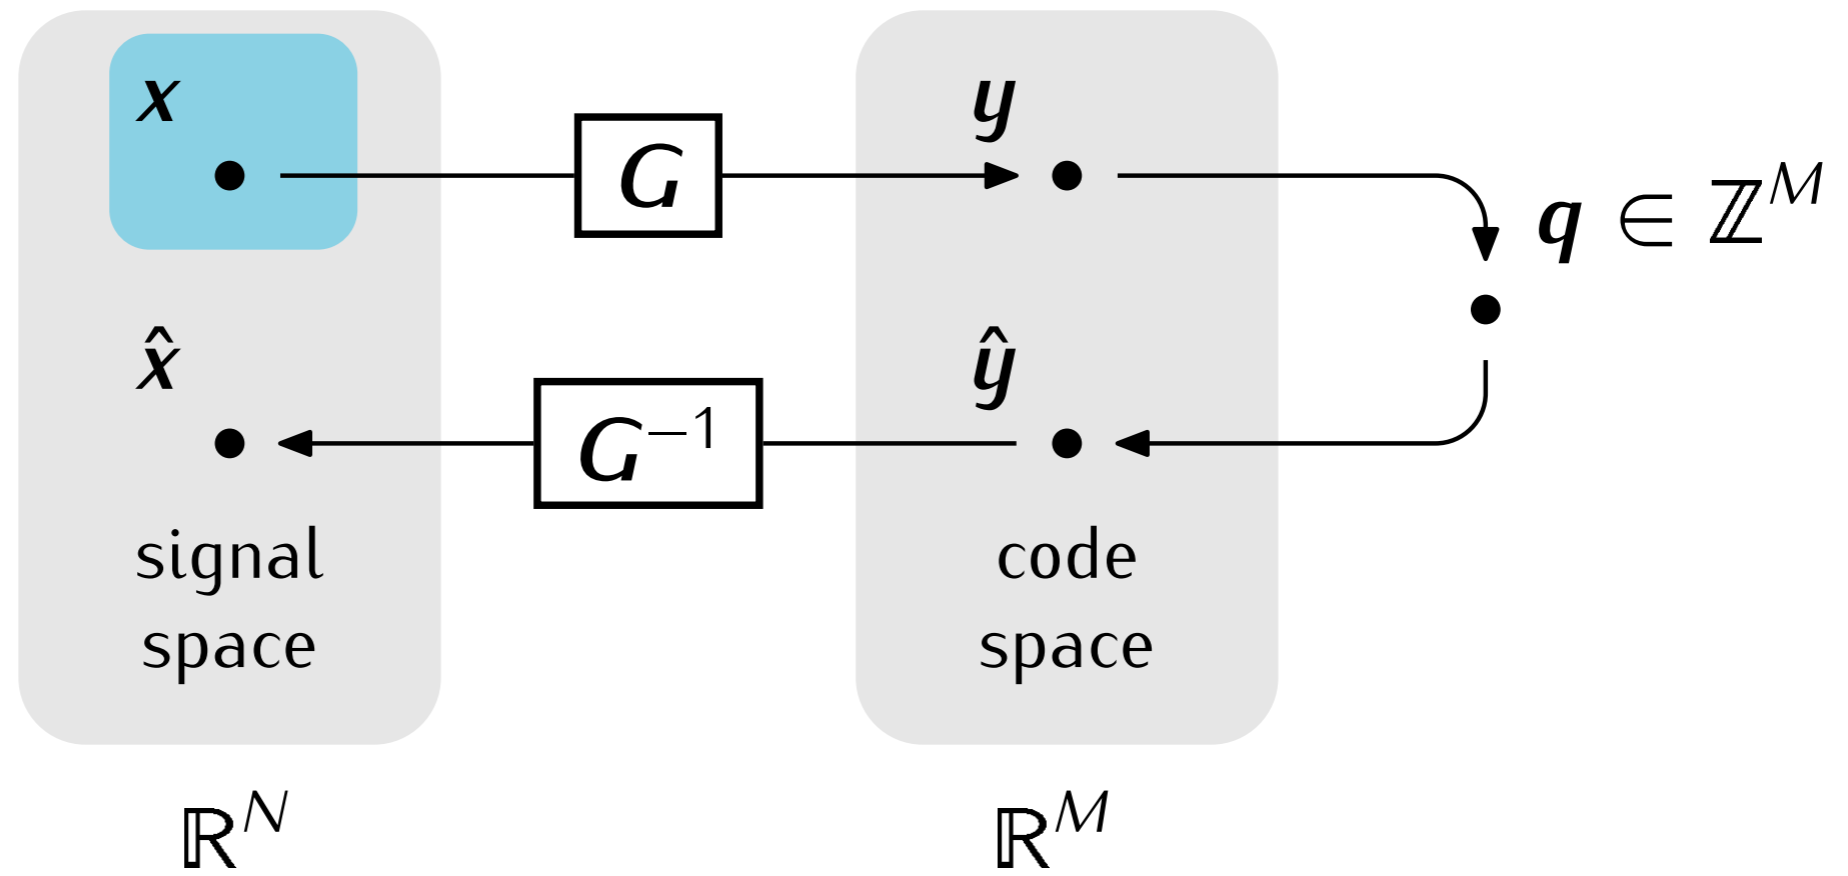 x
G
y
q ∈ ℤ^M
x̂
G^{-1}
ŷ
signal
space
code
space
ℝ^N
ℝ^M